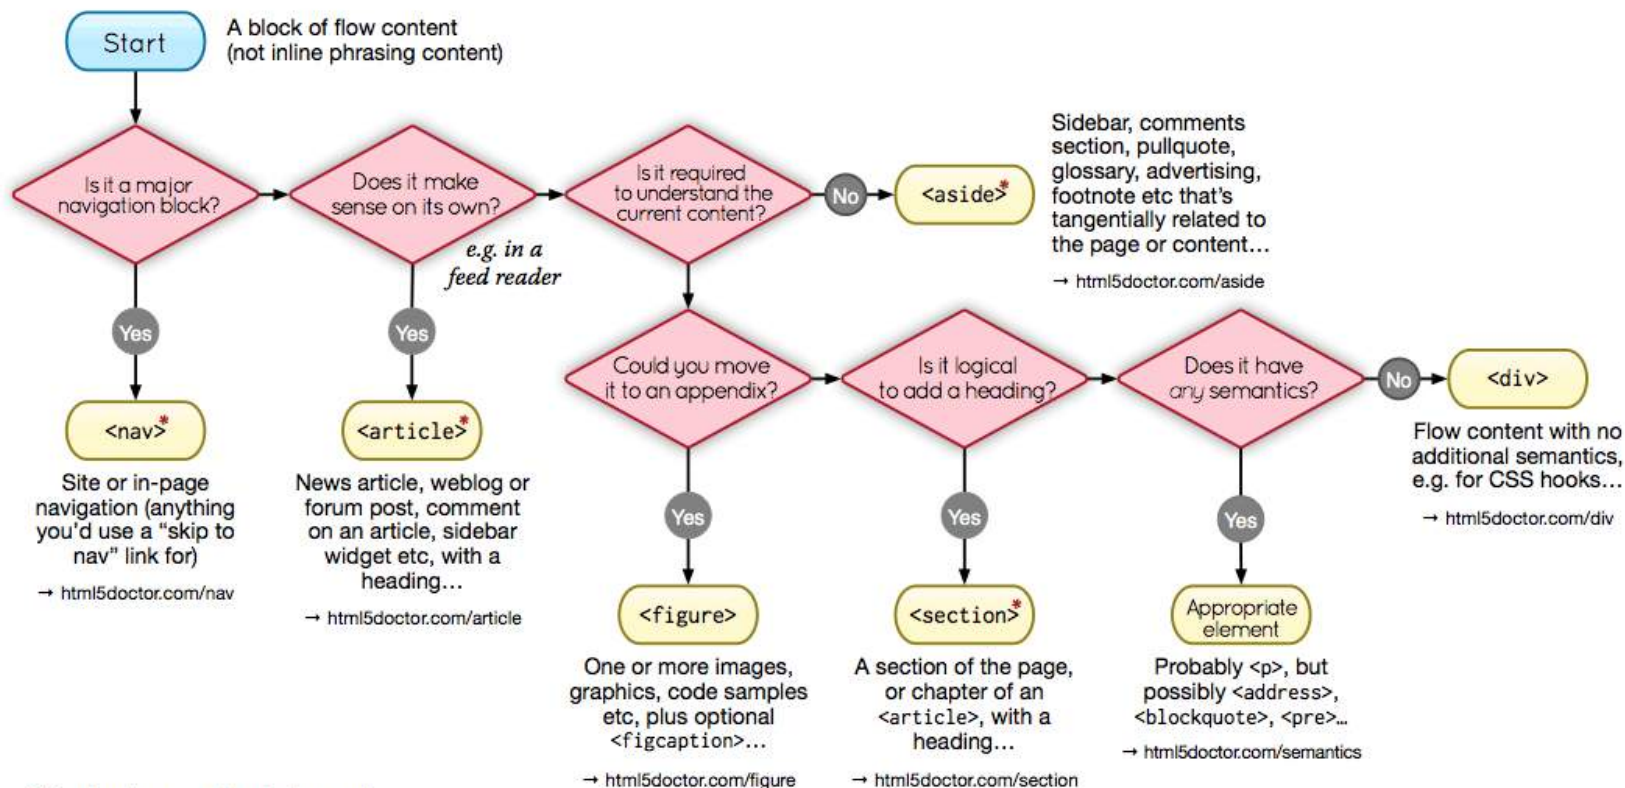 Start
A block of flow content
(not inline phrasing content)
Is it a major
navigation block?
Does it make
sense on its own?
e.g. in a
feed reader
Is it required
to understand the
current content?
No
<aside>*
Sidebar, comments
section, pullquote,
glossary, advertising,
footnote etc that's
tangentially related to
the page or content...
→ html5doctor.com/aside
Yes
<nav>*
Site or in-page
navigation (anything
you'd use a “skip to
nav” link for)
→ html5doctor.com/nav
Yes
<article>*
News article, weblog or
forum post, comment
on an article, sidebar
widget etc, with a
heading...
→ html5doctor.com/article
Could you move
it to an appendix?
Is it logical
to add a heading?
Does it have
any semantics?
No
<div>
Flow content with no
additional semantics,
e.g. for CSS hooks...
→ html5doctor.com/div
Yes
<figure>
One or more images,
graphics, code samples
etc, plus optional
<figcaption>...
→ html5doctor.com/figure
Yes
<section>*
A section of the page,
or chapter of an
<article>, with a
heading...
→ html5doctor.com/section
Yes
Appropriate
element
Probably <p>, but
possibly <address>,
<blockquote>, <pre>...
→ html5doctor.com/semantics